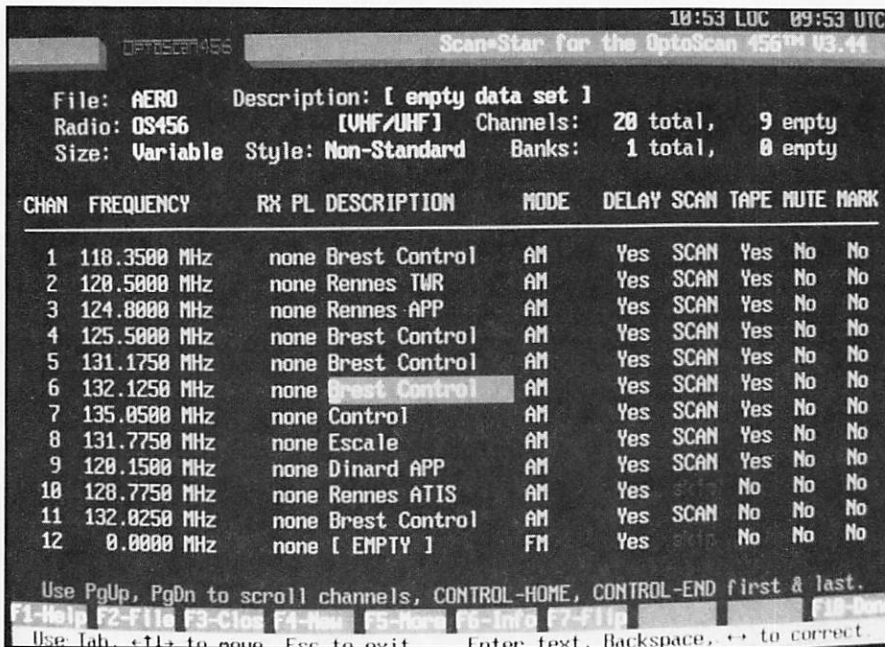 10:53 LOC 09:53 UTC
OPTOSCAN456 Scan▪Star for the OptoScan 456™ V3.44
File: AERO Description: [ empty data set ]
Radio: OS456 [VHF/UHF] Channels: 20 total, 9 empty
Size: Variable Style: Non-Standard Banks: 1 total, 0 empty
CHAN FREQUENCY RX PL DESCRIPTION MODE DELAY SCAN TAPE MUTE MARK
1 118.3500 MHz none Brest Control AM Yes SCAN Yes No No
2 120.5000 MHz none Rennes TWR AM Yes SCAN Yes No No
3 124.8000 MHz none Rennes APP AM Yes SCAN Yes No No
4 125.5000 MHz none Brest Control AM Yes SCAN Yes No No
5 131.1750 MHz none Brest Control AM Yes SCAN Yes No No
6 132.1250 MHz none Brest Control AM Yes SCAN Yes No No
7 135.0500 MHz none Control AM Yes SCAN Yes No No
8 131.7750 MHz none Escale AM Yes SCAN Yes No No
9 120.1500 MHz none Dinard APP AM Yes SCAN Yes No No
10 128.7750 MHz none Rennes ATIS AM Yes skip No No No
11 132.0250 MHz none Brest Control AM Yes SCAN No No No
12 0.0000 MHz none [ EMPTY ] FM Yes skip No No No
Use PgUp, PgDn to scroll channels, CONTROL-HOME, CONTROL-END first & last.
F1-Help F2-File F3-Clos F4-New F5-More F6-Info F7-Flip F10-Don
Use Tab, ←↑↓→ to move, Esc to exit Enter text, Backspace, ↔ to correct.